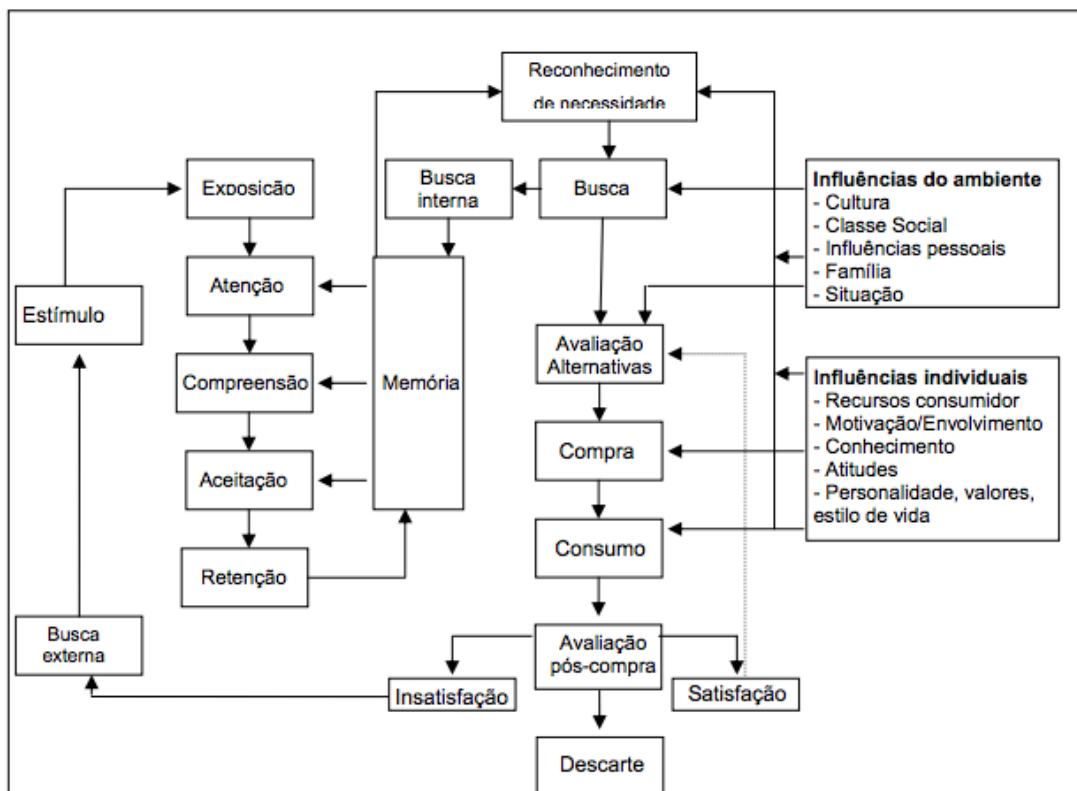 Reconhecimento
de necessidade
Exposição
Busca
interna
Busca
Influências do ambiente
- Cultura
- Classe Social
- Influências pessoais
- Família
- Situação
Atenção
Estímulo
Avaliação
Alternativas
Compreensão
Memória
Influências individuais
- Recursos consumidor
- Motivação/Envolvimento
- Conhecimento
- Atitudes
- Personalidade, valores,
estilo de vida
Compra
Aceitação
Consumo
Retenção
Busca
externa
Avaliação
pós-compra
Insatisfação
Satisfação
Descarte